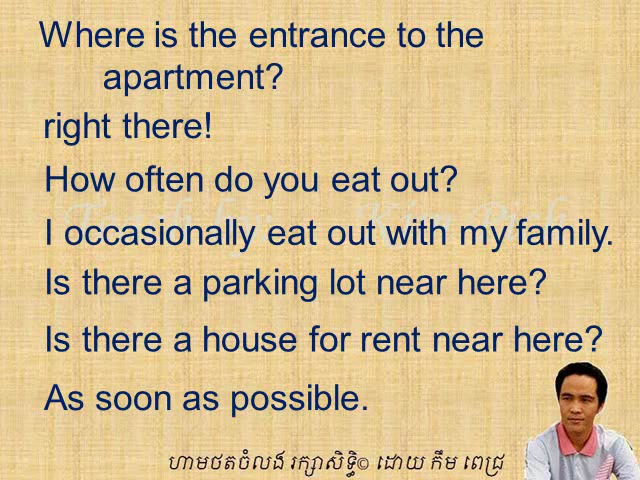 Where is the entrance to the
apartment?
right there!
How often do you eat out?
I occasionally eat out with my family.
Is there a parking lot near here?
Is there a house for rent near here?
As soon as possible.
ហាមថតចំលង រក្សាសិទ្ធិ© ដោយ កឹម ពេជ្រ